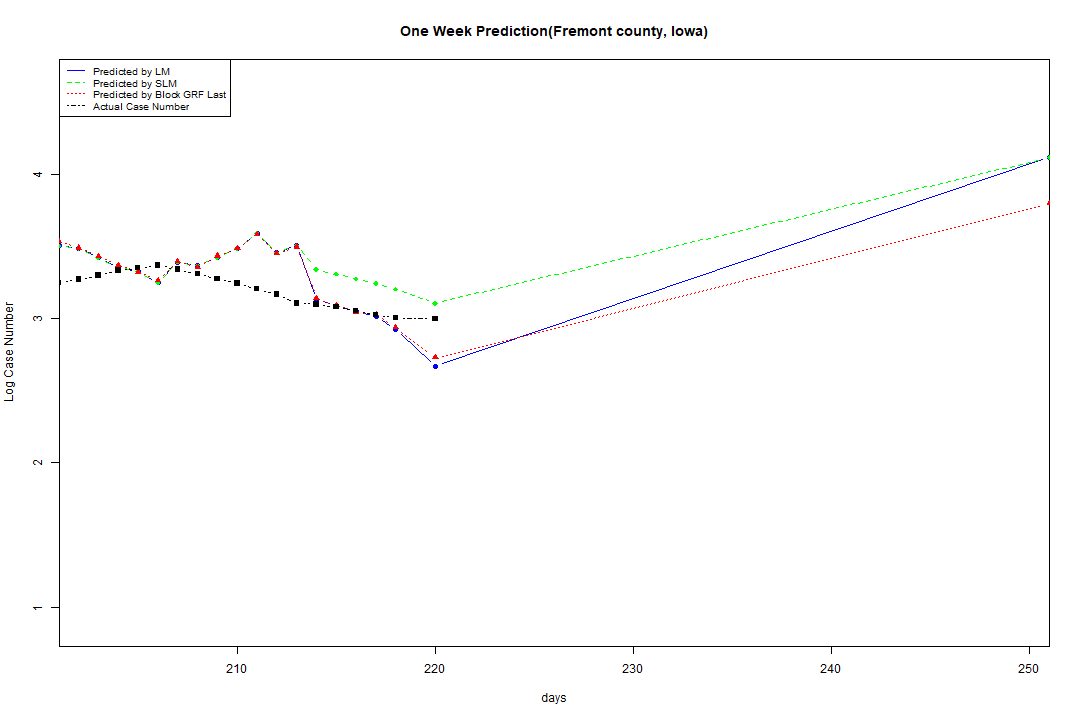 One Week Prediction(Fremont county, Iowa)
Predicted by LM
Predicted by SLM
Predicted by Block GRF Last
Actual Case Number
Log Case Number
4
3
2
1
210 220 230 240 250
days